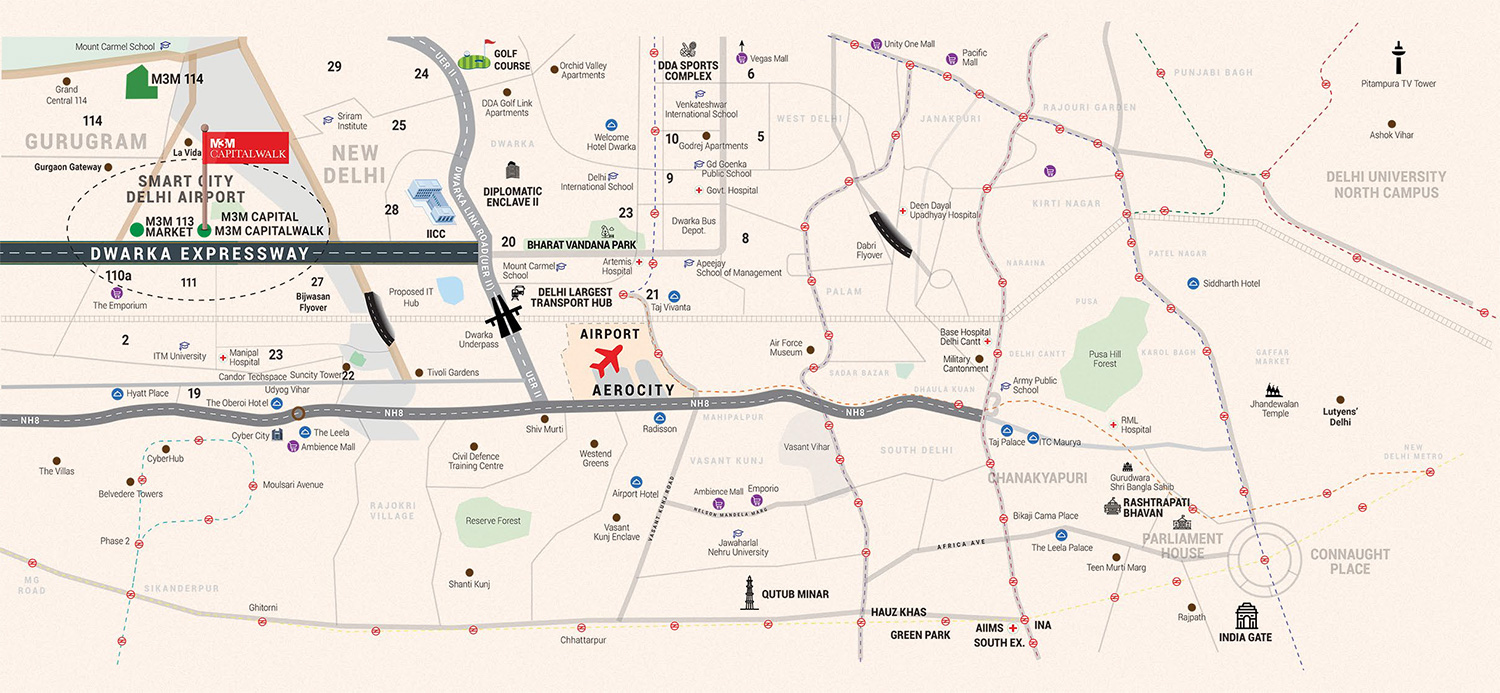 Mount Carmel School
M3M 114
Grand
Central 114
114
GURUGRAM
La Vida
M3M
CAPITALWALK
Gurgaon Gateway
SMART CITY
DELHI AIRPORT
M3M 113
MARKET
M3M CAPITAL
M3M CAPITALWALK
DWARKA EXPRESSWAY
110a
The Emporium
111
27
Bijwasan
Flyover
2
ITM University
Manipal
Hospital
23
Candor Techspace
Suncity Tower
22
Hyatt Place
19
Udyog Vihar
The Oberoi Hotel
NH8
NH8
NH8
NH8
Cyber City
The Leela
Ambience Mall
The Villas
CyberHub
Belvedere Towers
Moulsari Avenue
Phase 2
MG
ROAD
SIKANDERPUR
Ghitorni
29
24
25
Sriram
Institute
NEW
DELHI
28
IICC
UER II
DWARKA LINK ROAD(UER II)
UER II
Proposed IT
Hub
Dwarka
Underpass
Tivoli Gardens
GOLF
COURSE
Orchid Valley
Apartments
DDA Golf Link
Apartments
DWARKA
Welcome
Hotel Dwarka
DIPLOMATIC
ENCLAVE II
Delhi
International School
23
20
BHARAT VANDANA PARK
Mount Carmel
School
Artemis
Hospital
DELHI LARGEST
TRANSPORT HUB
21
Taj Vivanta
AIRPORT
AEROCITY
DDA SPORTS
COMPLEX
Vegas Mall
6
Venkateshwar
International School
10
Godrej Apartments
5
Gd Goenka
Public School
9
Govt. Hospital
Dwarka Bus
Depot.
8
Apeejay
School of Management
WEST DELHI
Unity One Mall
Pacific
Mall
JANAKPURI
RAJOURI GARDEN
PUNJABI BAGH
Pitampura TV Tower
Ashok Vihar
DELHI UNIVERSITY
NORTH CAMPUS
Deen Dayal
Upadhyay Hospital
KIRTI NAGAR
Dabri
Flyover
PALAM
NARAINA
PATEL NAGAR
Siddharth Hotel
PUSA
Pusa Hill
Forest
KAROL BAGH
GAFFAR
MARKET
Air Force
Museum
Base Hospital
Delhi Cantt
DELHI CANTT
Military
Cantonment
SADAR BAZAR
DHAULA KUAN
Army Public
School
RML
Hospital
Jhandewalan
Temple
Lutyens'
Delhi
NEW
DELHI METRO
Shiv Murti
Radisson
MAHIPALPUR
Civil Defence
Training Centre
Westend
Greens
VASANT KUNJ
Vasant Vihar
SOUTH DELHI
Taj Palace
ITC Maurya
CHANAKYAPURI
Gurudwara
Shri Bangla Sahib
RASHTRAPATI
BHAVAN
RAJOKRI
VILLAGE
Reserve Forest
Airport Hotel
Vasant
Kunj Enclave
VASANT KUNJ ROAD
Ambience Mall
Emporio
NELSON MANDELA MARG
Jawaharlal
Nehru University
Bikaji Cama Place
AFRICA AVE
The Leela Palace
PARLIAMENT
HOUSE
Teen Murti Marg
CONNAUGHT
PLACE
Shanti Kunj
QUTUB MINAR
Chhattarpur
HAUZ KHAS
GREEN PARK
AIIMS
SOUTH EX.
INA
Rajpath
INDIA GATE